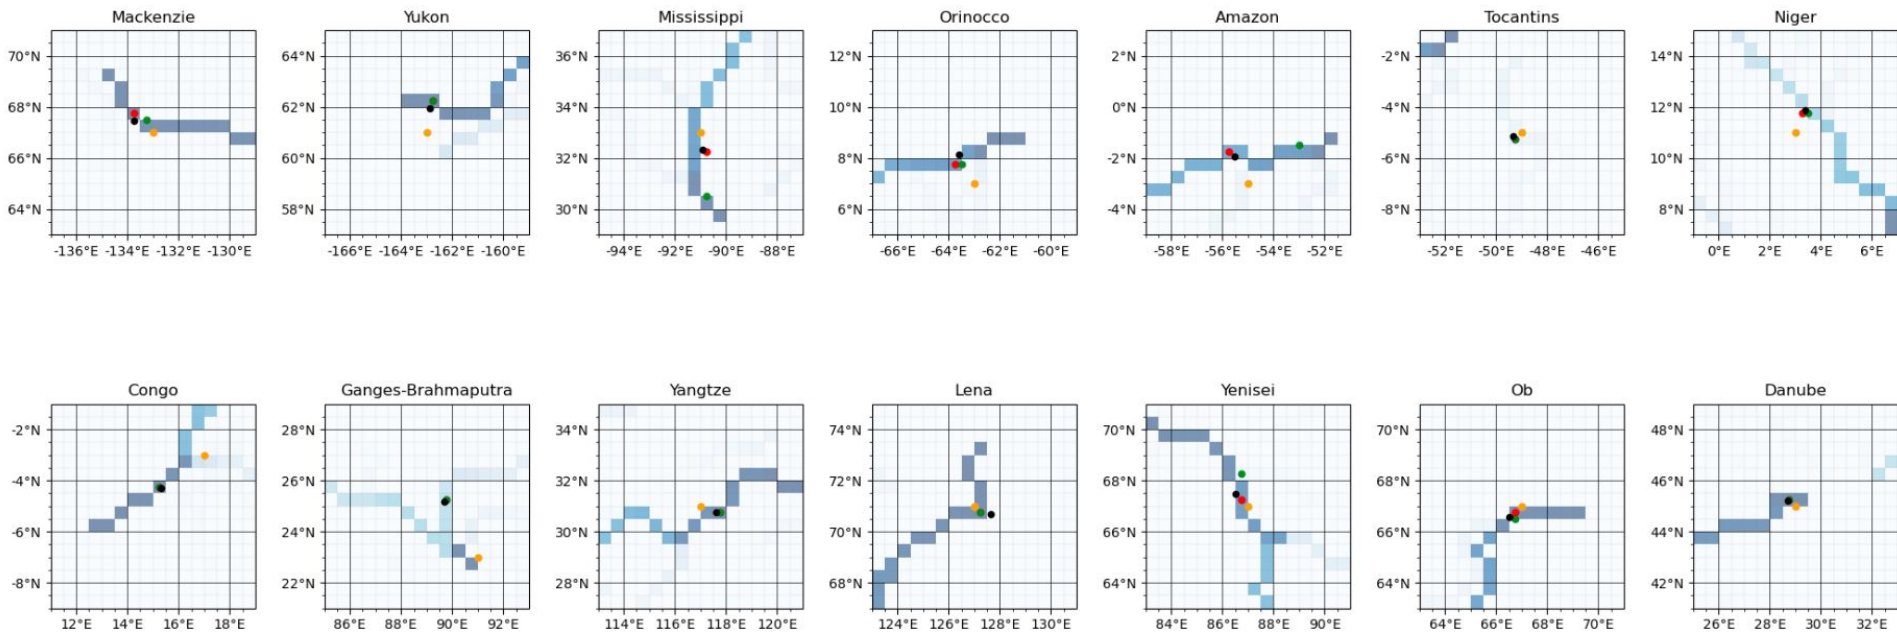 Mackenzie
70°N
68°N
66°N
64°N
-136°E -132°E -130°E
Yukon
64°N
62°N
60°N
58°N
-166°E -164°E -162°E -160°E
Mississippi
36°N
34°N
32°N
30°N
-94°E -92°E -90°E -88°E
Orinocco
12°N
10°N
8°N
6°N
-66°E -64°E -62°E -60°E
Amazon
2°N
0°N
-2°N
-4°N
-58°E -56°E -54°E -52°E
Tocantins
-2°N
-4°N
-6°N
-8°N
-52°E -50°E -48°E -46°E
Niger
14°N
12°N
10°N
8°N
0°E 2°E 4°E 6°E
Congo
-2°N
-4°N
-6°N
-8°N
12°E 14°E 16°E 18°E
Ganges-Brahmaputra
28°N
26°N
24°N
22°N
86°E 88°E 90°E 92°E
Yangtze
34°N
32°N
30°N
28°N
114°E 116°E 118°E 120°E
Lena
74°N
72°N
70°N
68°N
124°E 126°E 128°E 130°E
Yenisei
70°N
68°N
66°N
64°N
84°E 86°E 88°E 90°E
Ob
70°N
68°N
66°N
64°N
64°E 66°E 68°E 70°E
Danube
48°N
46°N
44°N
42°N
26°E 28°E 30°E 32°E